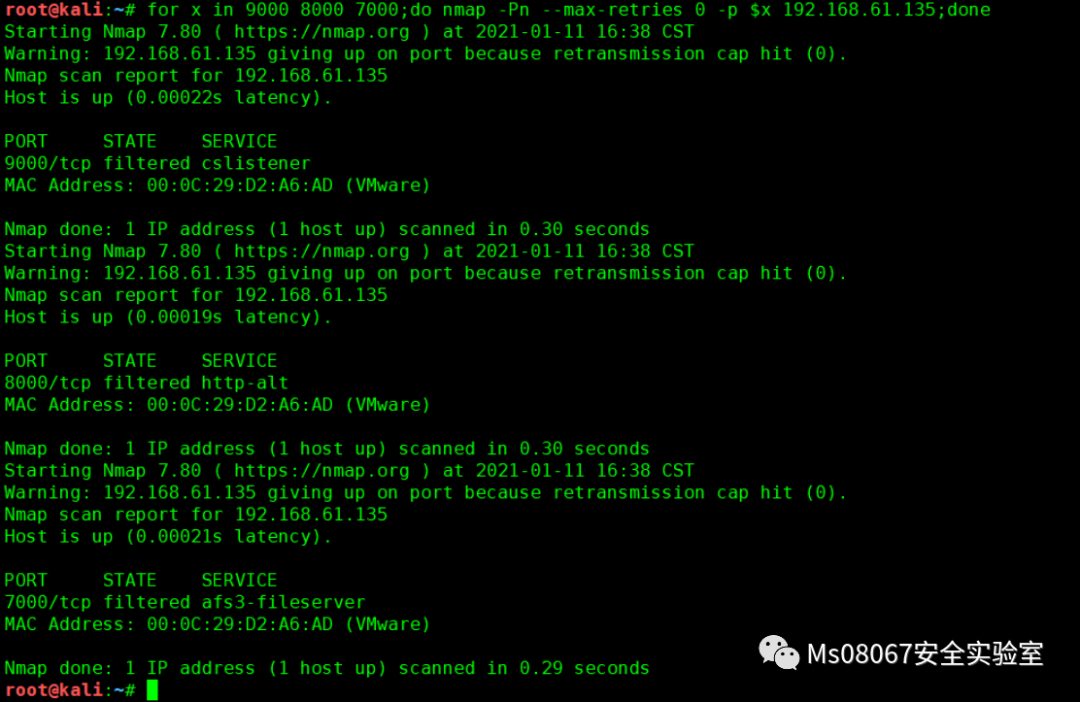 root@kali:~# for x in 9000 8000 7000;do nmap -Pn --max-retries 0 -p $x 192.168.61.135;done
Starting Nmap 7.80 ( https://nmap.org ) at 2021-01-11 16:38 CST
Warning: 192.168.61.135 giving up on port because retransmission cap hit (0).
Nmap scan report for 192.168.61.135
Host is up (0.00022s latency).
PORT     STATE    SERVICE
9000/tcp filtered cslistener
MAC Address: 00:0C:29:D2:A6:AD (VMware)
Nmap done: 1 IP address (1 host up) scanned in 0.30 seconds
Starting Nmap 7.80 ( https://nmap.org ) at 2021-01-11 16:38 CST
Warning: 192.168.61.135 giving up on port because retransmission cap hit (0).
Nmap scan report for 192.168.61.135
Host is up (0.00019s latency).
PORT     STATE    SERVICE
8000/tcp filtered http-alt
MAC Address: 00:0C:29:D2:A6:AD (VMware)
Nmap done: 1 IP address (1 host up) scanned in 0.30 seconds
Starting Nmap 7.80 ( https://nmap.org ) at 2021-01-11 16:38 CST
Warning: 192.168.61.135 giving up on port because retransmission cap hit (0).
Nmap scan report for 192.168.61.135
Host is up (0.00021s latency).
PORT     STATE    SERVICE
7000/tcp filtered afs3-fileserver
MAC Address: 00:0C:29:D2:A6:AD (VMware)
Nmap done: 1 IP address (1 host up) scanned in 0.29 seconds
root@kali:~#
Ms08067安全实验室